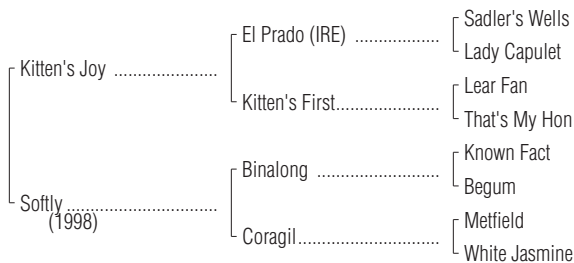 Sadler's Wells
El Prado (IRE) ....................
Lady Capulet
Kitten's Joy ........................
Lear Fan
Kitten's First........................
That's My Hon
Known Fact
Binalong ............................
Begum
Softly ...................................
(1998)
Metfield
Coragil.................................
White Jasmine